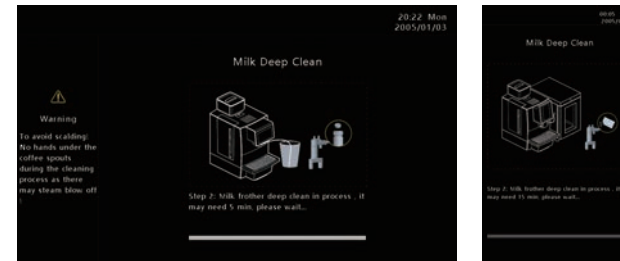 20:22 Mon
2005/01/03
Milk Deep Clean
Warning
To avoid scalding:
No hands under the
coffee spouts
during the cleaning
process as there
may steam blow off
!
Step 2: Milk frother deep clean in process , it
may need 5 min. please wait...
00:05
Milk Deep Clean
Step 2: Milk frother deep clean in process , it
may need 15 min. please wait...